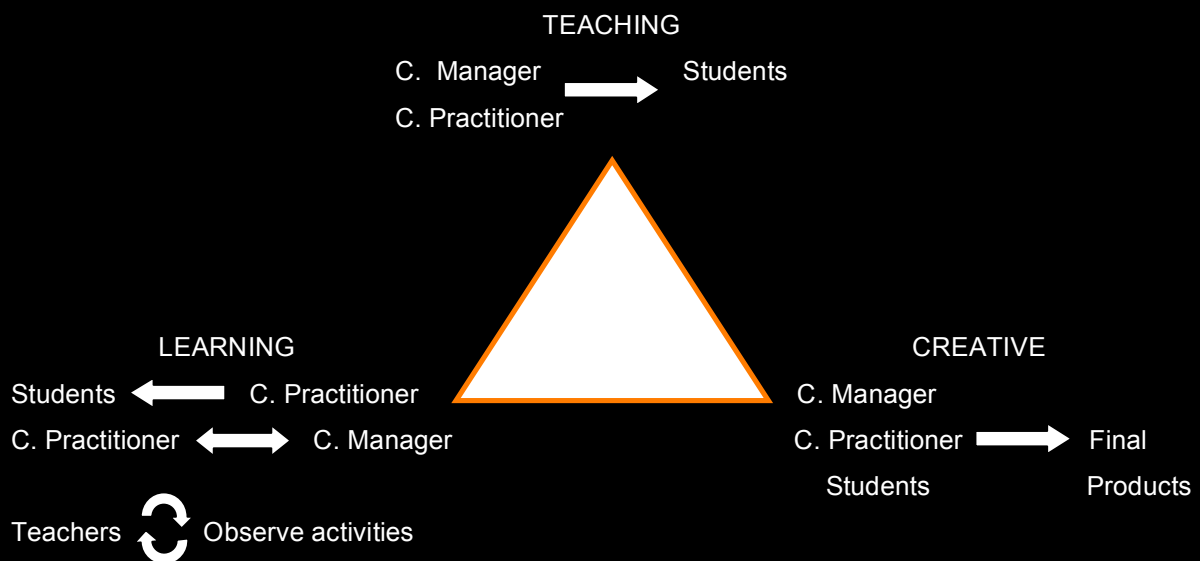 TEACHING
C.  Manager Students
C. Practitioner
LEARNING
Students C. Practitioner
C. Practitioner C. Manager
Teachers Observe activities
CREATIVE
C. Manager
C. Practitioner Final
Students Products